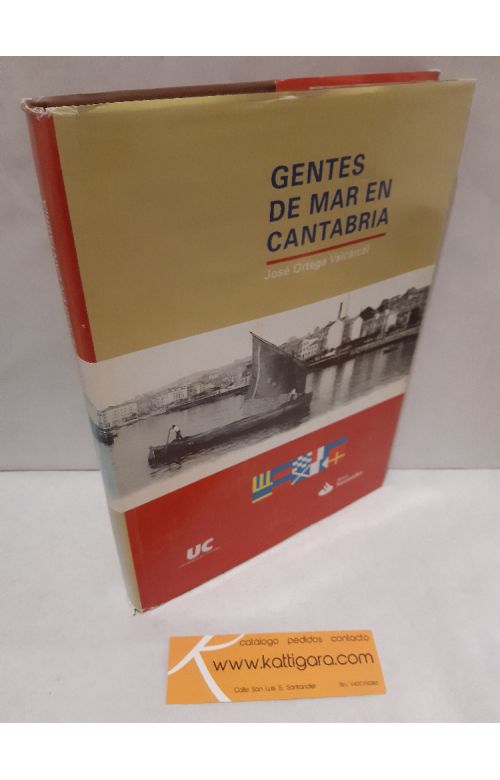 GENTES
DE MAR EN
CANTABRIA
José Ortega Valcárcel
UC
catálogo pedidos contacto
www.kattigara.com
Calle San Luis 5, Santander